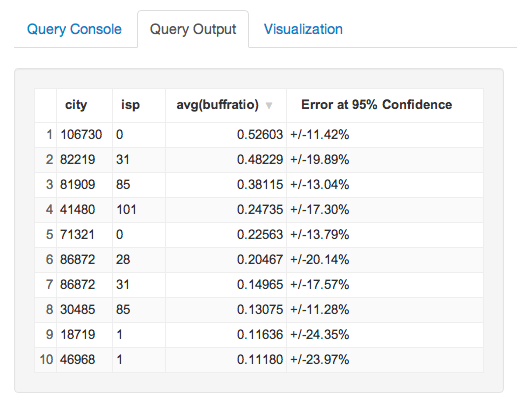 Query Console Query Output Visualization
city isp avg(buffratio) ▼ Error at 95% Confidence
1 106730 0 0.52603 +/-11.42%
2 82219 31 0.48229 +/-19.89%
3 81909 85 0.38115 +/-13.04%
4 41480 101 0.24735 +/-17.30%
5 71321 0 0.22563 +/-13.79%
6 86872 28 0.20467 +/-20.14%
7 86872 31 0.14965 +/-17.57%
8 30485 85 0.13075 +/-11.28%
9 18719 1 0.11636 +/-24.35%
10 46968 1 0.11180 +/-23.97%